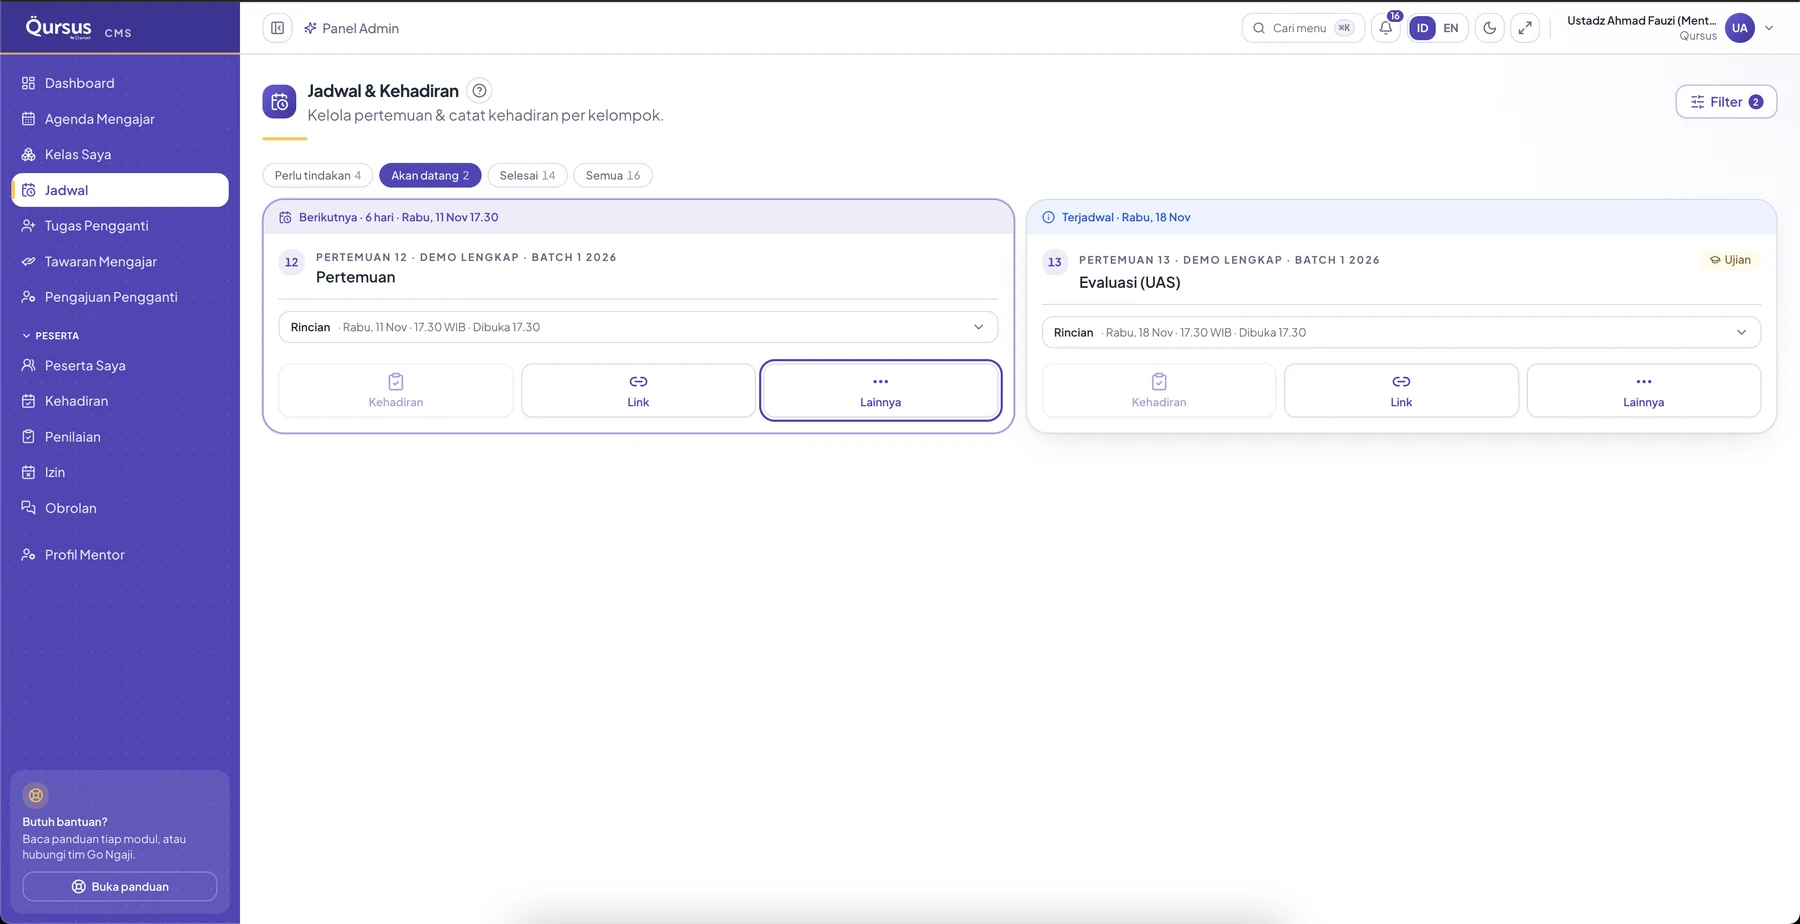 Qursus CMS
Panel Admin
Cari menu ⌘K
16
ID EN
Ustadz Ahmad Fauzi (Ment...
Qursus
UA
Dashboard
Agenda Mengajar
Kelas Saya
Jadwal
Tugas Pengganti
Tawaran Mengajar
Pengajuan Pengganti
PESERTA
Peserta Saya
Kehadiran
Penilaian
Izin
Obrolan
Profil Mentor
Butuh bantuan?
Baca panduan tiap modul, atau
hubungi tim Go Ngaji.
Buka panduan
Jadwal & Kehadiran
Kelola pertemuan & catat kehadiran per kelompok.
Filter 2
Perlu tindakan 4
Akan datang 2
Selesai 14
Semua 16
Berikutnya · 6 hari · Rabu, 11 Nov 17.30
12
PERTEMUAN 12 · DEMO LENGKAP · BATCH 1 2026
Pertemuan
Rincian · Rabu, 11 Nov · 17.30 WIB · Dibuka 17.30
Kehadiran
Link
Lainnya
Terjadwal · Rabu, 18 Nov
13
PERTEMUAN 13 · DEMO LENGKAP · BATCH 1 2026
Ujian
Evaluasi (UAS)
Rincian · Rabu, 18 Nov · 17.30 WIB · Dibuka 17.30
Kehadiran
Link
Lainnya